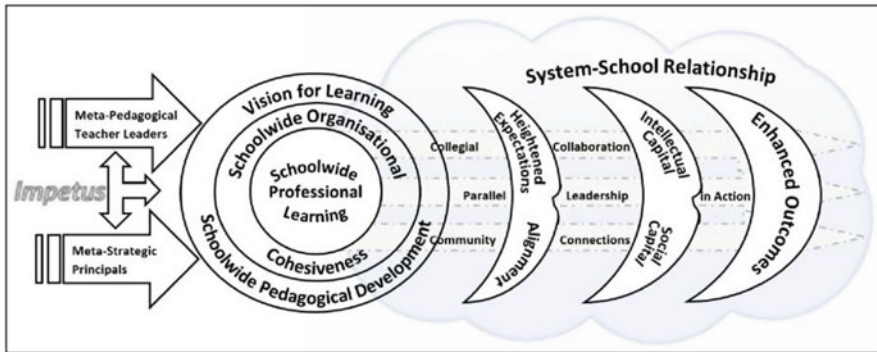 System-School Relationship
Meta-Pedagogical
Teacher Leaders
Impetus
Meta-Strategic
Principals
Vision for Learning
Schoolwide Organisational
Schoolwide
Professional
Learning
Cohesiveness
Schoolwide Pedagogical Development
Collegial
Parallel
Community
Heightened
Expectations
Alignment
Collaboration
Leadership
Connections
Intellectual
Capital
Social
Capital
in Action
Enhanced Outcomes